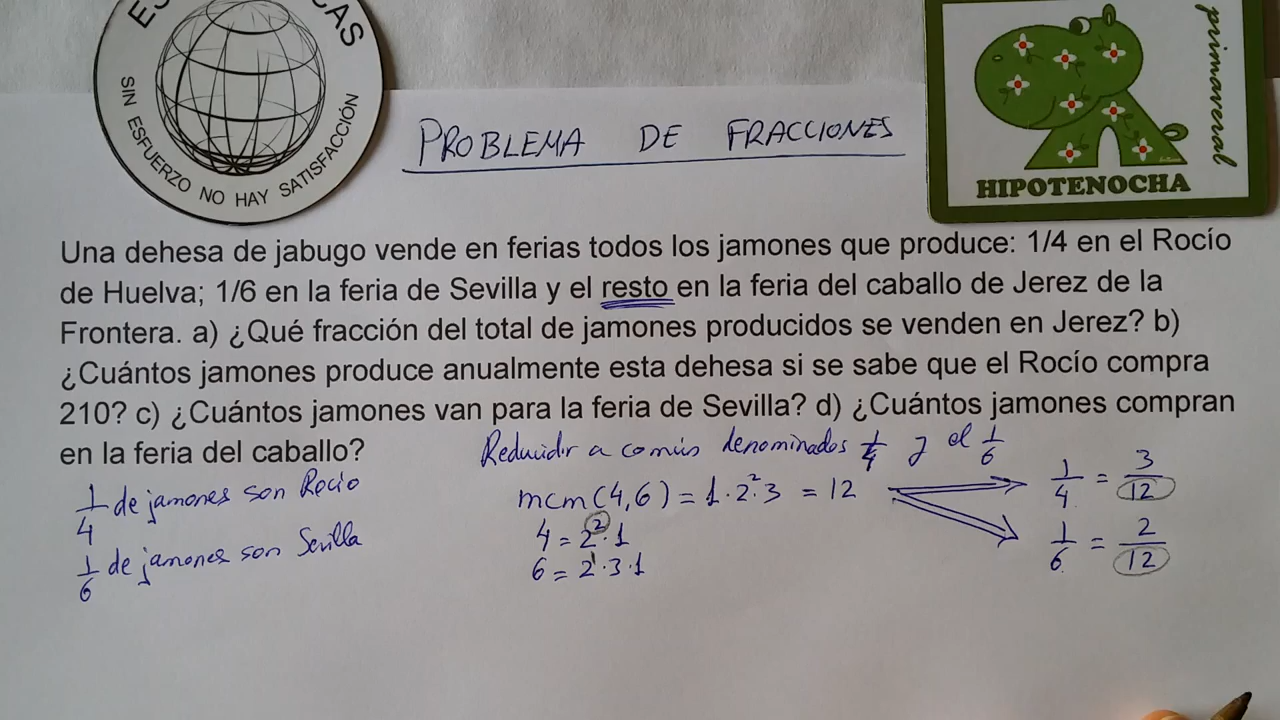 SIN ESFUERZO NO HAY SATISFACCIÓN
PROBLEMA DE FRACCIONES
primaveral
HIPOTENOCHA
Una dehesa de jabugo vende en ferias todos los jamones que produce: 1/4 en el Rocío
de Huelva; 1/6 en la feria de Sevilla y el resto en la feria del caballo de Jerez de la
Frontera. a) ¿Qué fracción del total de jamones producidos se venden en Jerez? b)
¿Cuántos jamones produce anualmente esta dehesa si se sabe que el Rocío compra
210? c) ¿Cuántos jamones van para la feria de Sevilla? d) ¿Cuántos jamones compran
en la feria del caballo?
Reducidr a común denominados 1/4 y el 1/6
1/4 de jamones son Rocio
1/6 de jamones son Sevilla
mcm(4,6) = 1·2²·3 = 12
4 = 2²·1
6 = 2¹·3·1
1/4 = 3/12
1/6 = 2/12